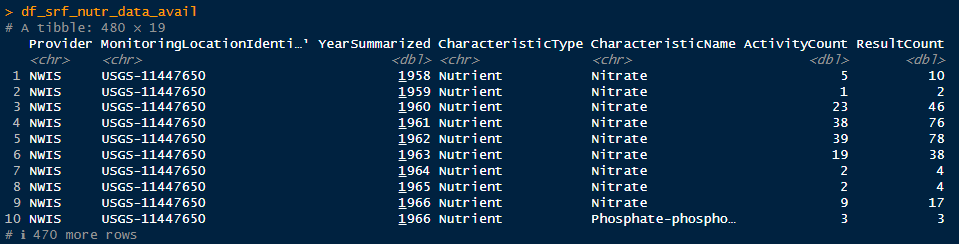 > df_srf_nutr_data_avail
# A tibble: 480 × 19
Provider MonitoringLocationIdenti…¹ YearSummarized CharacteristicType CharacteristicName ActivityCount ResultCount
<chr> <chr> <dbl> <chr> <chr> <dbl> <dbl>
1 NWIS USGS-11447650 1958 Nutrient Nitrate 5 10
2 NWIS USGS-11447650 1959 Nutrient Nitrate 1 2
3 NWIS USGS-11447650 1960 Nutrient Nitrate 23 46
4 NWIS USGS-11447650 1961 Nutrient Nitrate 38 76
5 NWIS USGS-11447650 1962 Nutrient Nitrate 39 78
6 NWIS USGS-11447650 1963 Nutrient Nitrate 19 38
7 NWIS USGS-11447650 1964 Nutrient Nitrate 2 4
8 NWIS USGS-11447650 1965 Nutrient Nitrate 2 4
9 NWIS USGS-11447650 1966 Nutrient Nitrate 9 17
10 NWIS USGS-11447650 1966 Nutrient Phosphate-phospho… 3 3
# ℹ 470 more rows